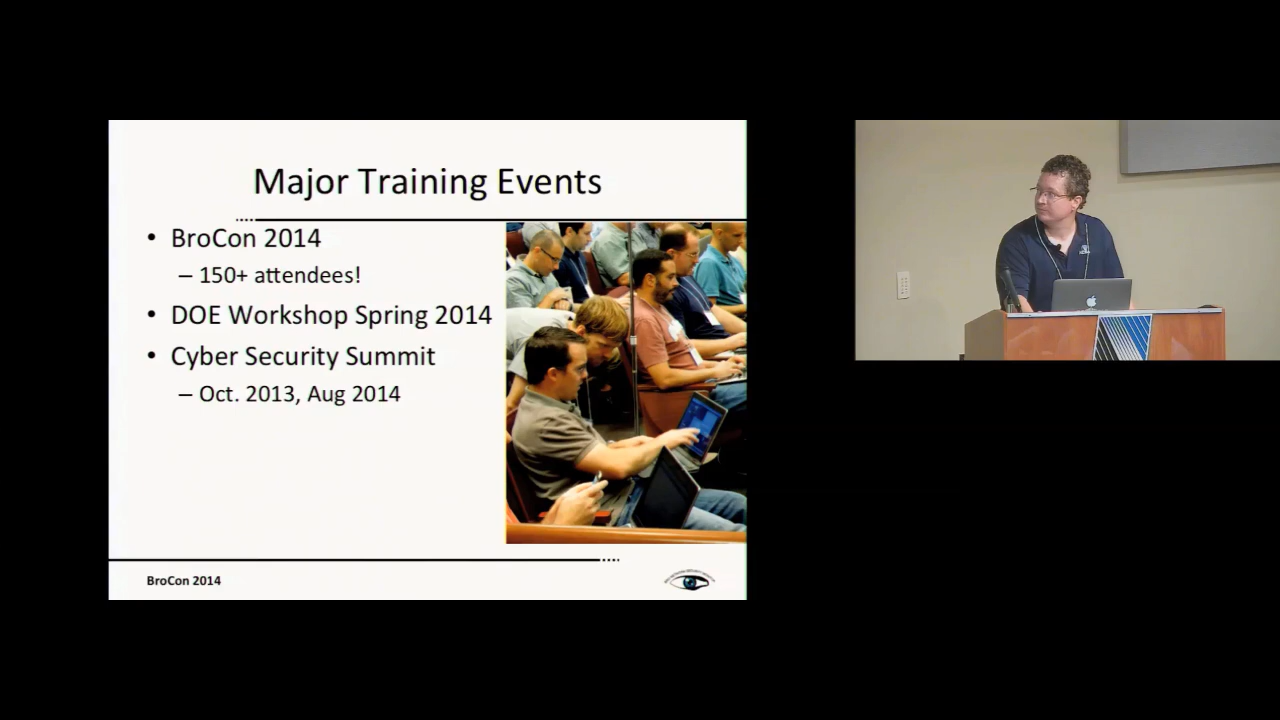 Major Training Events
• BroCon 2014
– 150+ attendees!
• DOE Workshop Spring 2014
• Cyber Security Summit
– Oct. 2013, Aug 2014
BroCon 2014